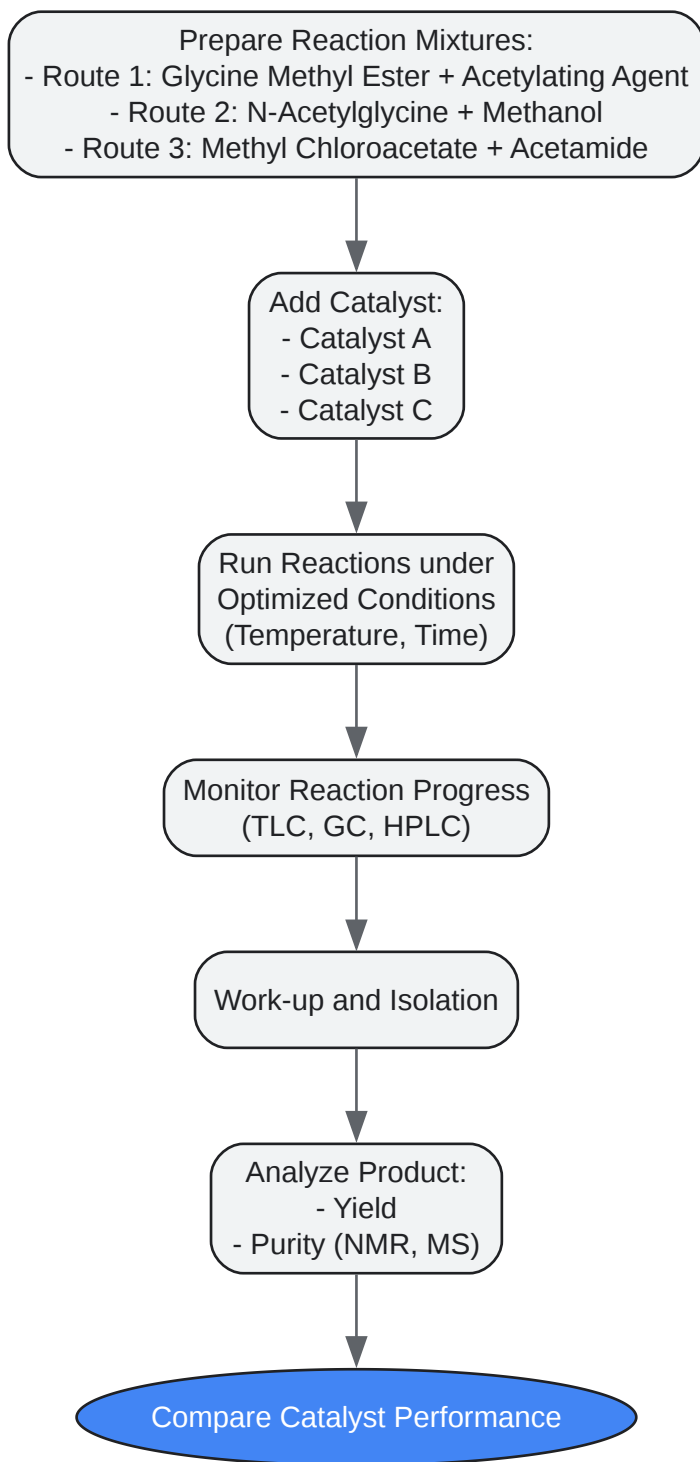 Prepare Reaction Mixtures:
- Route 1: Glycine Methyl Ester + Acetylating Agent
- Route 2: N-Acetylglycine + Methanol
- Route 3: Methyl Chloroacetate + Acetamide
Add Catalyst:
- Catalyst A
- Catalyst B
- Catalyst C
Run Reactions under
Optimized Conditions
(Temperature, Time)
Monitor Reaction Progress
(TLC, GC, HPLC)
Work-up and Isolation
Analyze Product:
- Yield
- Purity (NMR, MS)
Compare Catalyst Performance